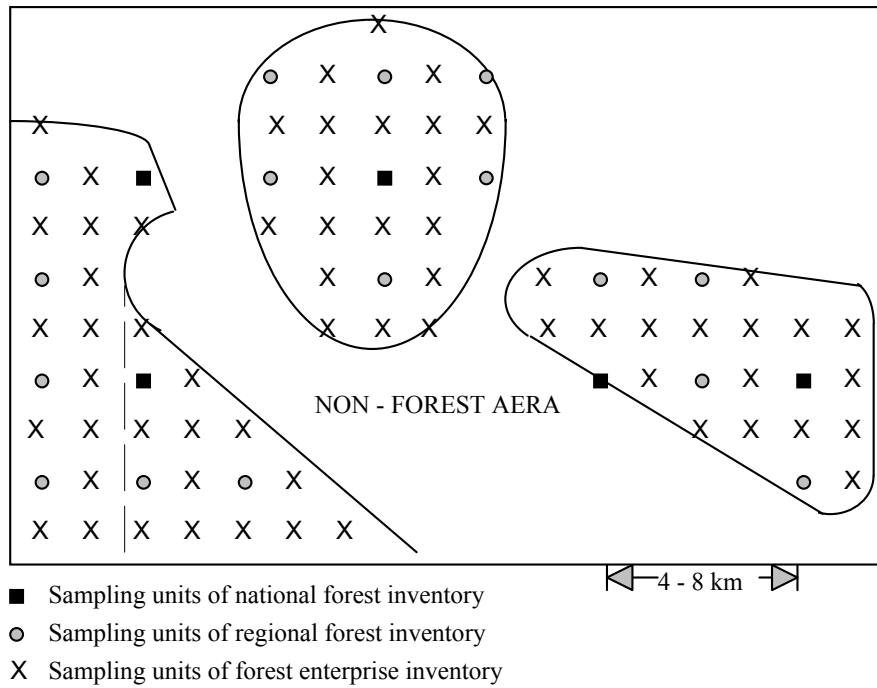 NON - FOREST AERA
4 - 8 km
Sampling units of national forest inventory
Sampling units of regional forest inventory
X Sampling units of forest enterprise inventory